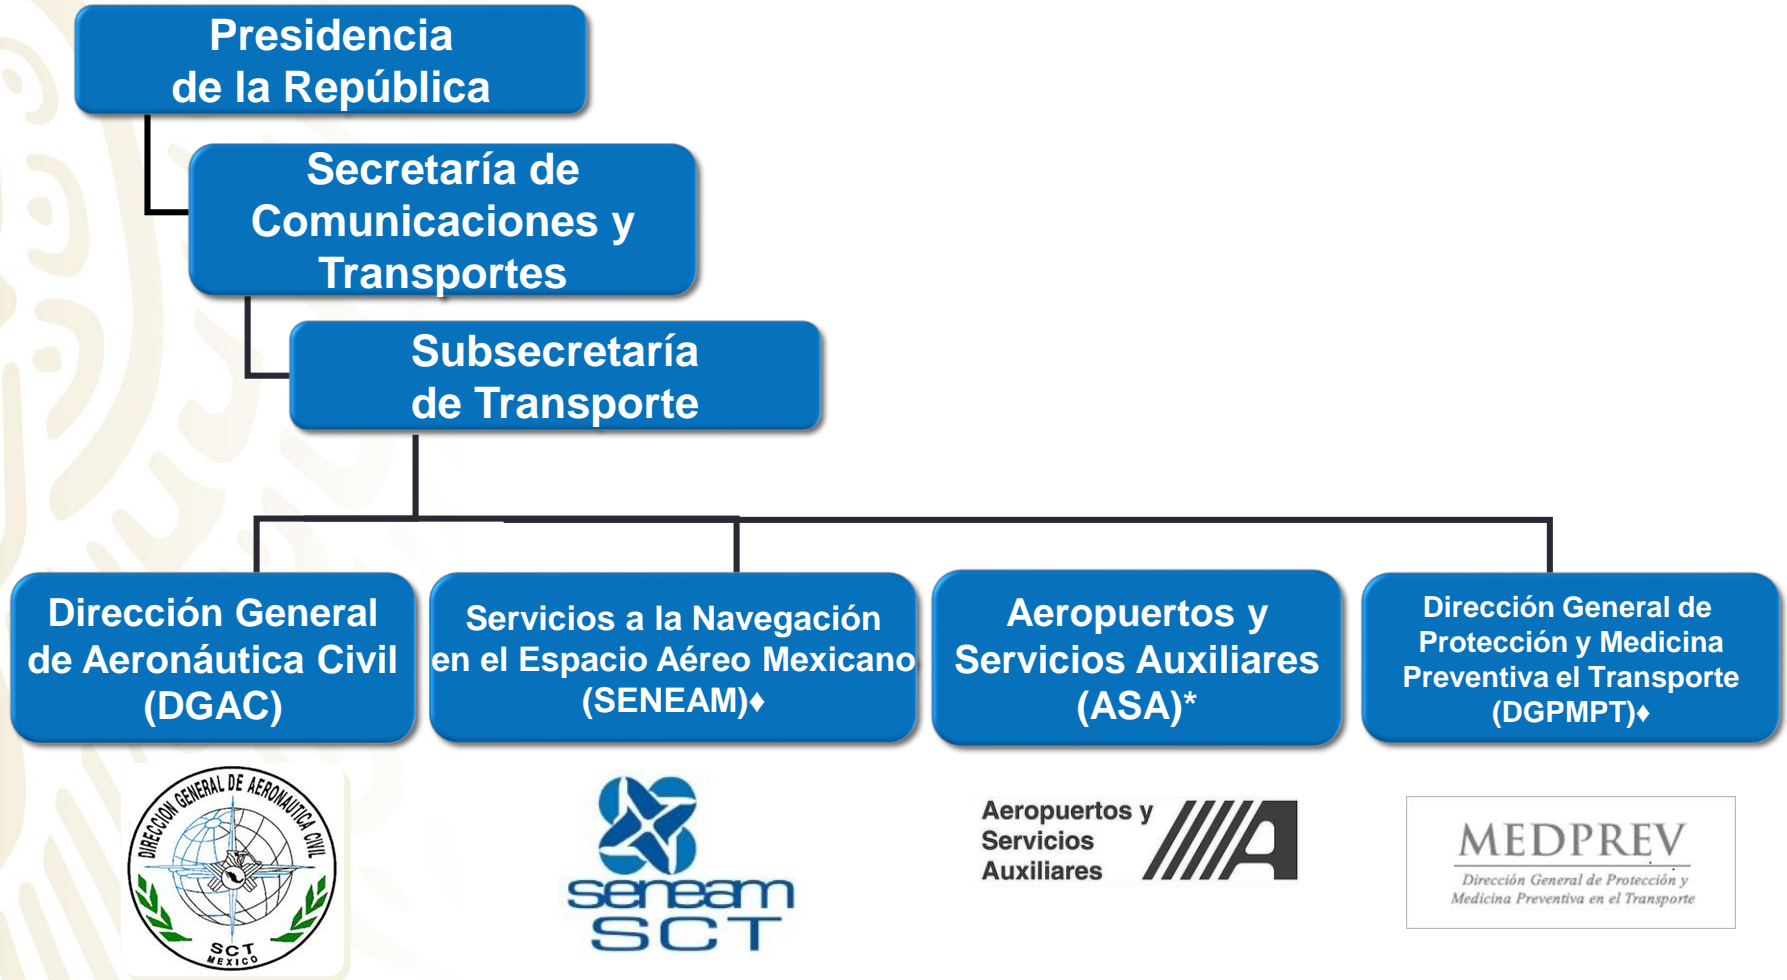 Presidencia
de la República
Secretaría de
Comunicaciones y
Transportes
Subsecretaría
de Transporte
Dirección General
de Aeronáutica Civil
(DGAC)
Servicios a la Navegación
en el Espacio Aéreo Mexicano
(SENEAM)♦
Aeropuertos y
Servicios Auxiliares
(ASA)*
Dirección General de
Protección y Medicina
Preventiva el Transporte
(DGPMPT)♦
DIRECCIÓN GENERAL DE AERONAUTICA CIVIL
SCT
MEXICO
seneam
SCT
Aeropuertos y
Servicios
Auxiliares
MEDPREV
Dirección General de Protección y
Medicina Preventiva en el Transporte